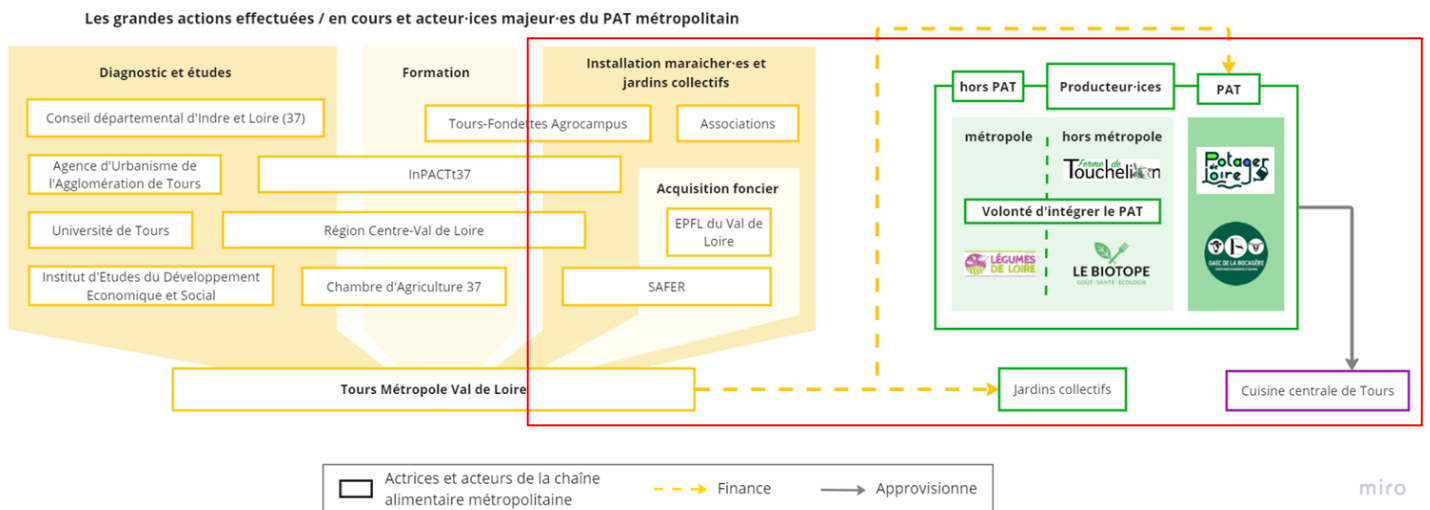 Les grandes actions effectuées / en cours et acteur·ices majeur·es du PAT métropolitain
Diagnostic et études
Conseil départemental d'Indre et Loire (37)
Agence d'Urbanisme de
l'Agglomération de Tours
Université de Tours
Institut d'Etudes du Développement
Economique et Social
Formation
Tours-Fondettes Agrocampus
InPACTt37
Région Centre-Val de Loire
Chambre d'Agriculture 37
Installation maraicher·es et
jardins collectifs
Associations
Acquisition foncier
EPFL du Val de
Loire
SAFER
Tours Métropole Val de Loire
hors PAT
Producteur·ices
PAT
métropole
hors métropole
Ferme de
Touchelion
Volonté d'intégrer le PAT
LÉGUMES
DE LOIRE
LE BIOTOPE
GOÛT · SANTÉ · ÉCOLOGIE
Potager
de
Loire
GAEC DE LA BOCAGÈRE
Jardins collectifs
Cuisine centrale de Tours
Actrices et acteurs de la chaîne
alimentaire métropolitaine
Finance
Approvisionne
miro